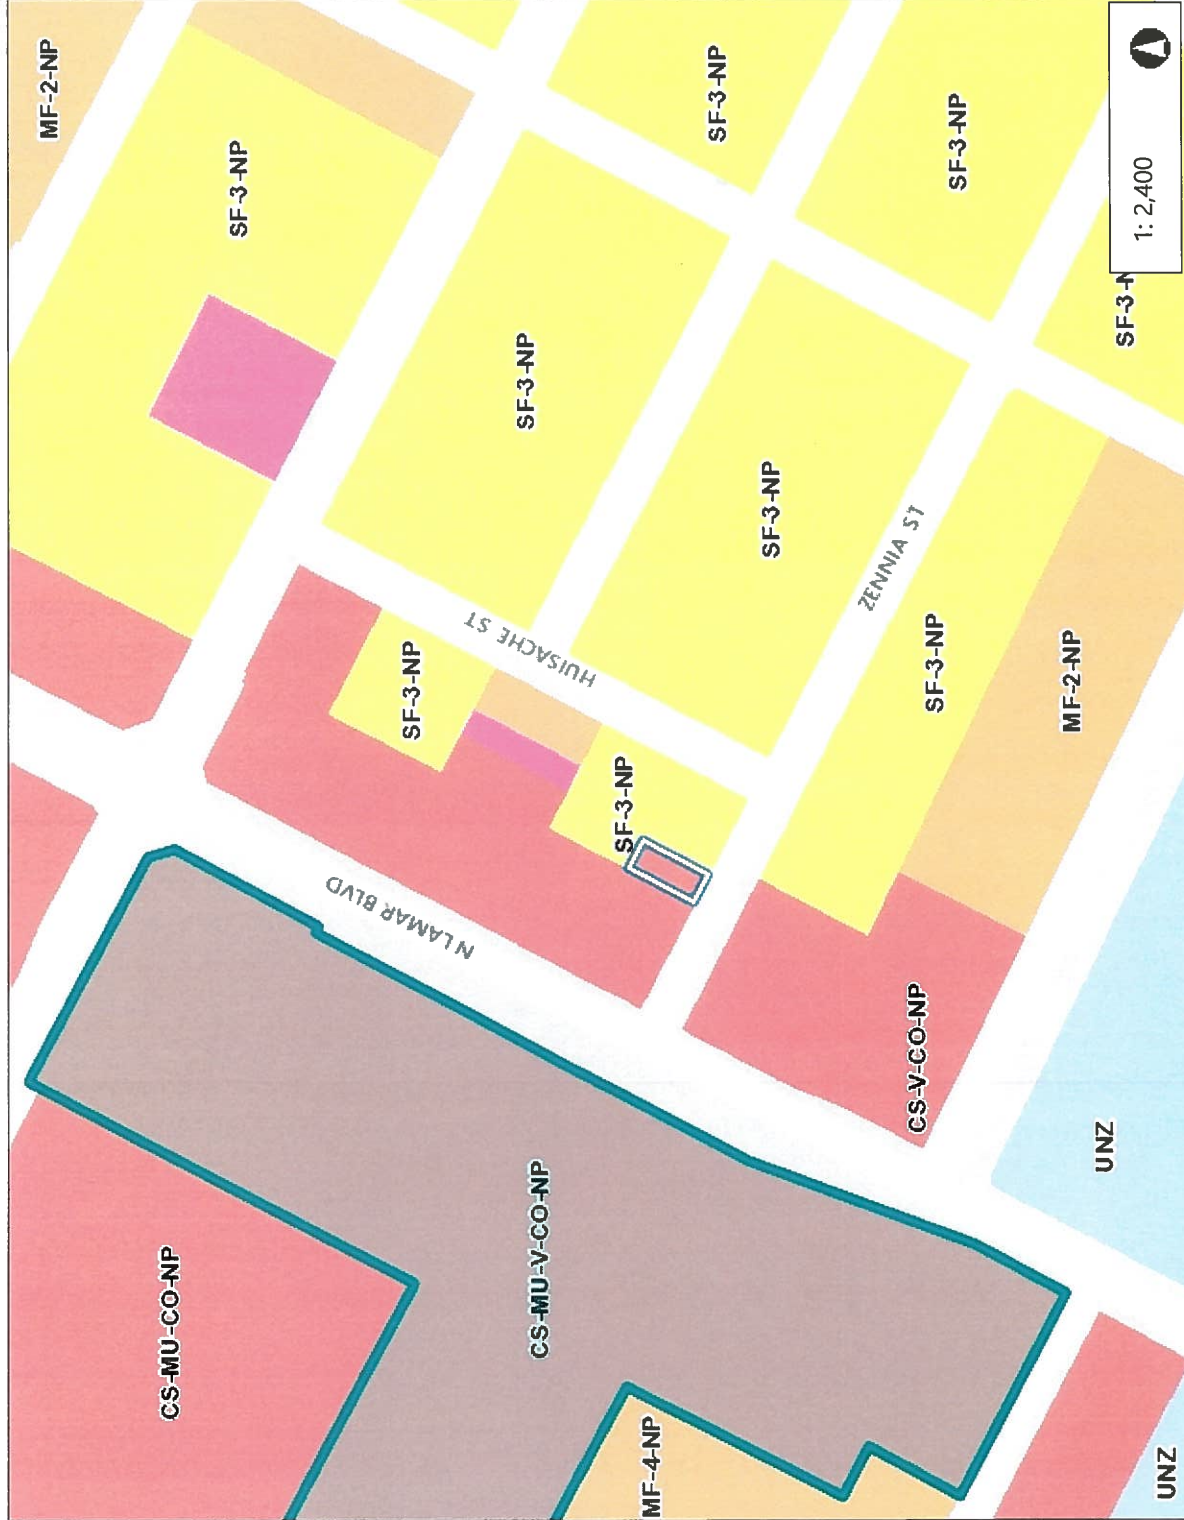 MF-2-NP
CS-MU-CO-NP
SF-3-NP
N LAMAR BLVD
SF-3-NP
SF-3-NP
HUISACHE ST
CS-MU-V-CO-NP
SF-3-NP
MF-4-NP
SF-3-NP
SF-3-NP
ZENNIA ST
CS-V-CO-NP
SF-3-NP
SF-3-NP
MF-2-NP
UNZ
SF-3-N
1: 2,400
UNZ